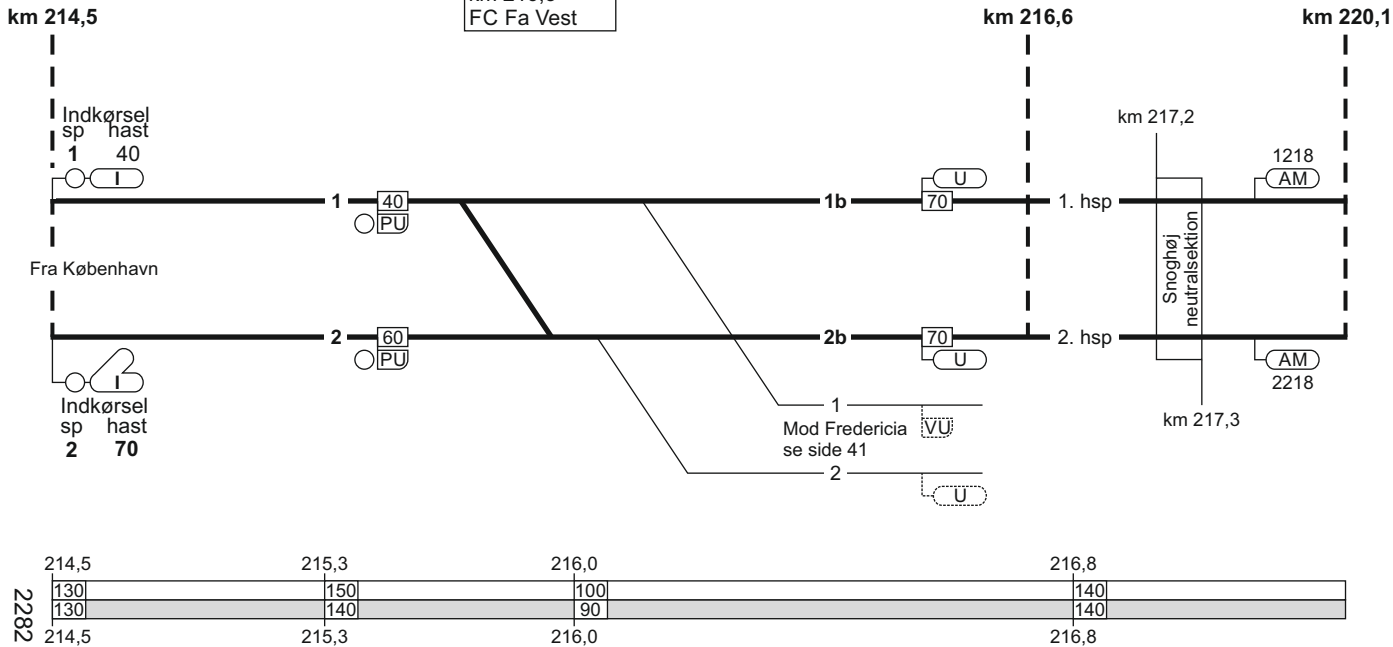 FC Fa Vest
km 214,5
km 216,6
km 220,1
Indkørsel
sp hast
1 40
I
km 217,2
1218
U
AM
1
40
1b
70
1. hsp
PU
Fra København
Snoghøj
neutralsektion
2
60
2b
70
2. hsp
PU
U
AM
I
2218
Indkørsel
sp hast
2 70
1
Mod Fredericia
se side 41
VU
km 217,3
2
U
214,5 215,3 216,0 216,8
130 150 100 140
130 140 90 140
214,5 215,3 216,0 216,8
2282